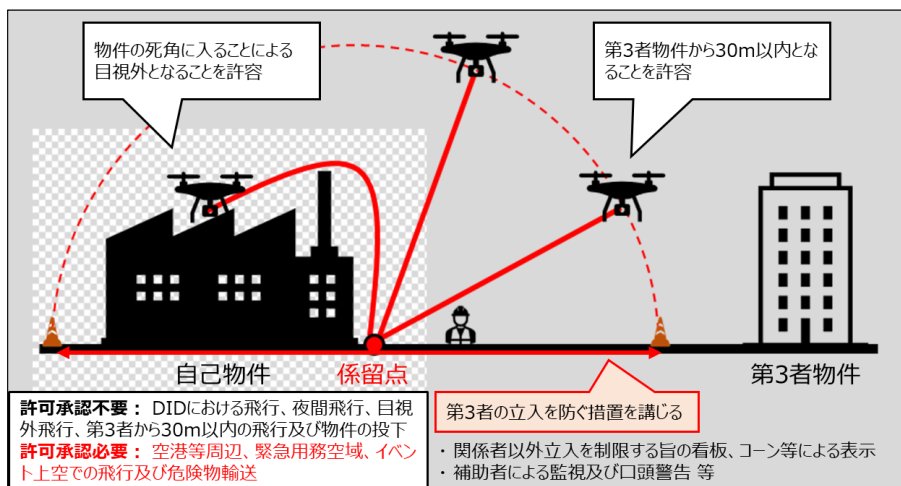 物件の死角に入ることによる
目視外となることを許容
第3者物件から30m以内とな
ることを許容
自己物件
係留点
第3者物件
許可承認不要： DIDにおける飛行、夜間飛行、目視
外飛行、第3者から30m以内の飛行及び物件の投下
許可承認必要： 空港等周辺、緊急用務空域、イベン
ト上空での飛行及び危険物輸送
第3者の立入を防ぐ措置を講じる
・関係者以外立入を制限する旨の看板、コーン等による表示
・補助者による監視及び口頭警告 等